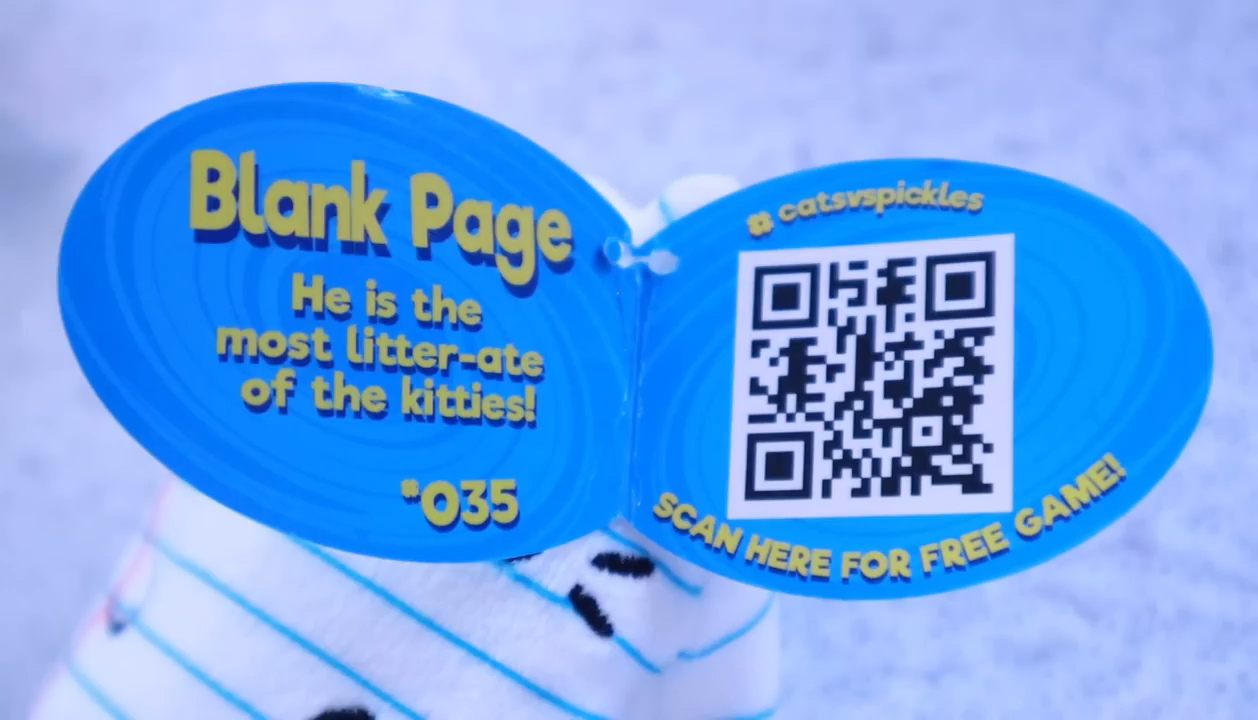 Blank Page
He is the
most litter-ate
of the kitties!
#035
# catsvspickles
SCAN HERE FOR FREE GAME!